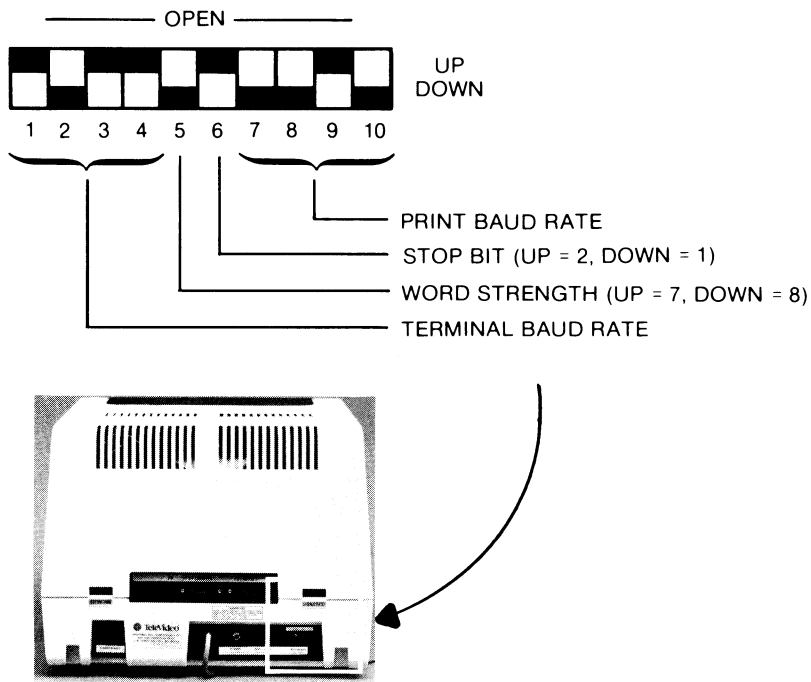 OPEN
UP
DOWN
1 2 3 4 5 6 7 8 9 10
PRINT BAUD RATE
STOP BIT (UP = 2, DOWN = 1)
WORD STRENGTH (UP = 7, DOWN = 8)
TERMINAL BAUD RATE
TeleVideo